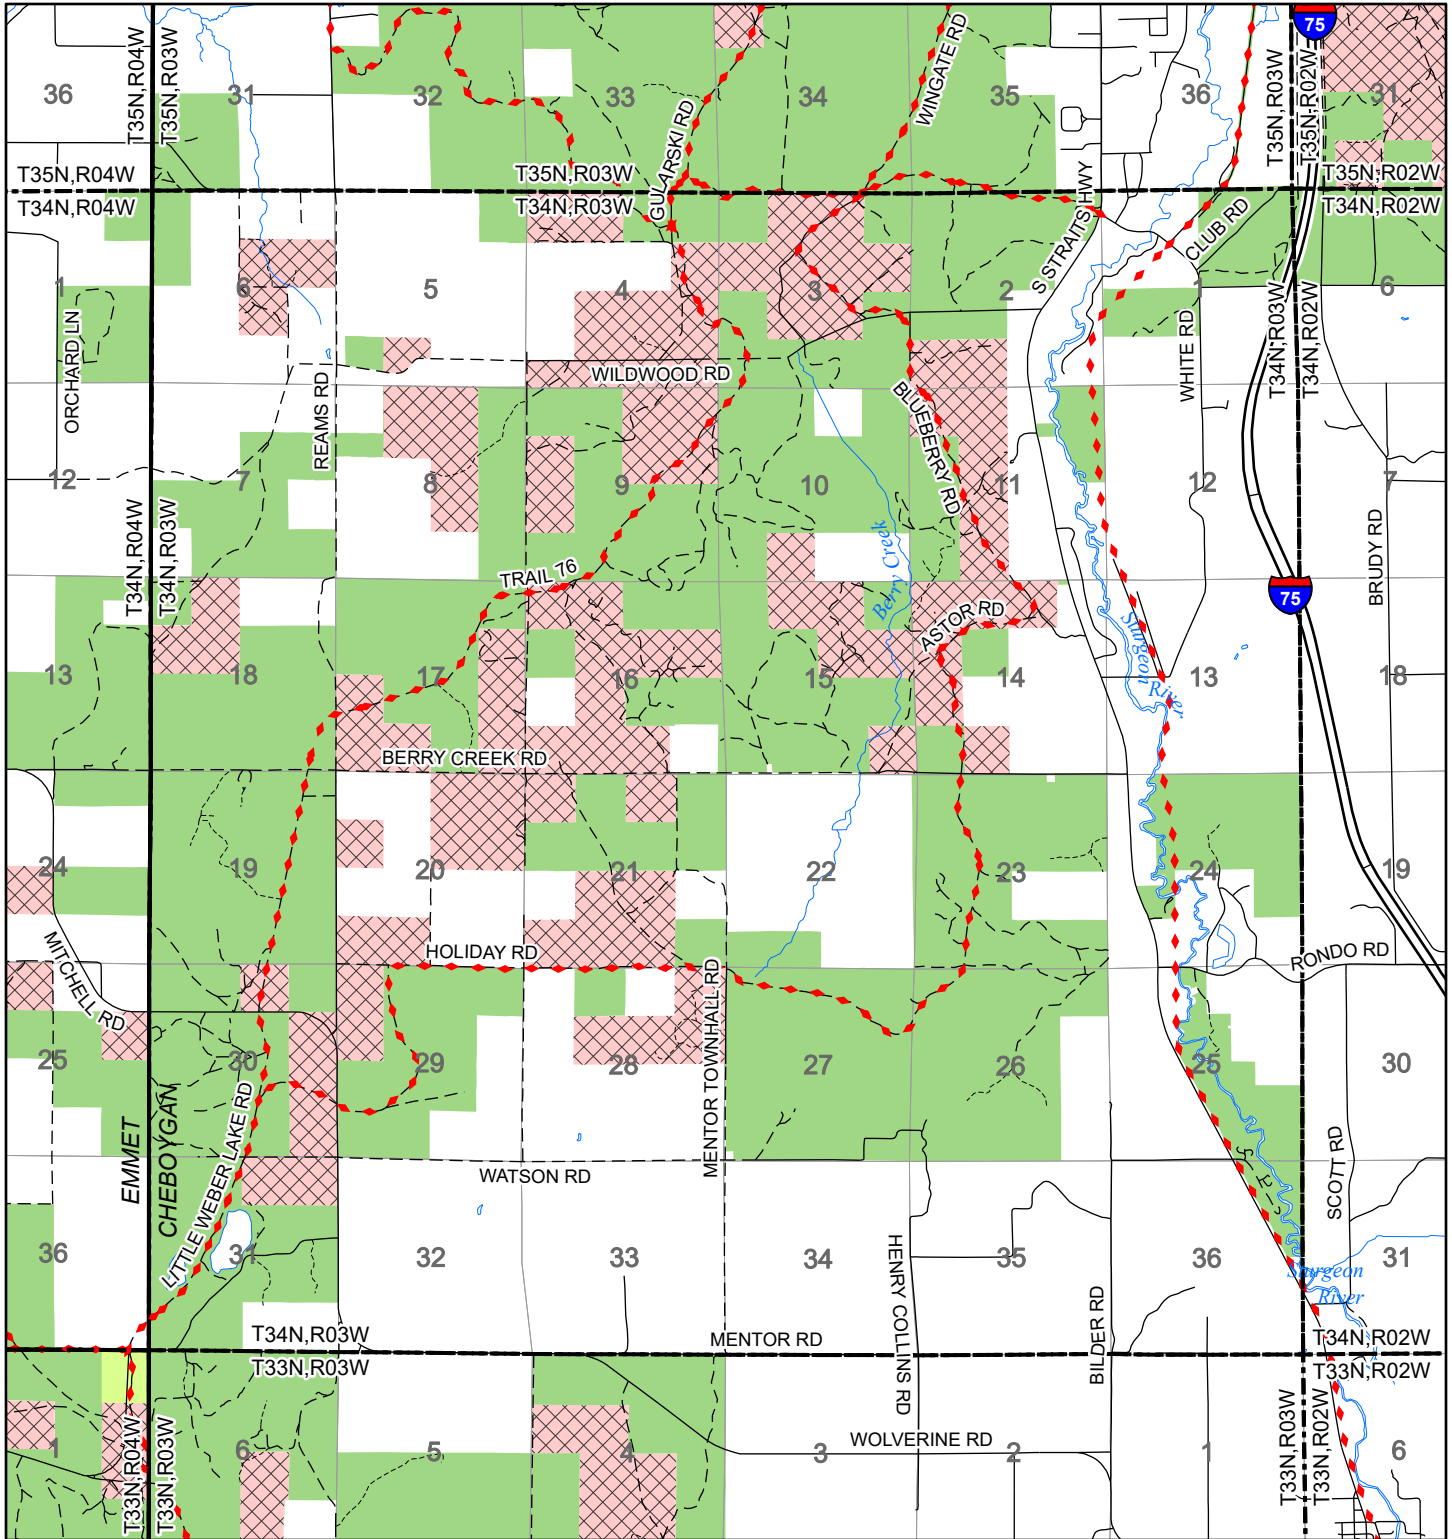 75
36
31
32
33
34
35
36
31
T35N,R04W
T35N,R03W
GULARSKI RD
WINGATE RD
T35N,R03W
T35N,R02W
T35N,R04W
T34N,R04W
T35N,R03W
T34N,R03W
T35N,R02W
T34N,R02W
S STRAITS HWY
CLUB RD
1
6
5
4
3
2
1
6
ORCHARD LN
REAMS RD
WILDWOOD RD
BLUEBERRY RD
WHITE RD
T34N,R03W
T34N,R02W
12
7
8
9
10
11
12
7
T34N,R04W
T34N,R03W
Berry Creek
BRUDY RD
TRAIL 76
75
ASTOR RD
Sturgeon
River
13
18
17
16
15
14
13
18
BERRY CREEK RD
24
19
20
21
22
23
24
19
MITCHELL RD
HOLIDAY RD
MENTOR TOWNHALL RD
RONDO RD
25
30
29
28
27
26
25
30
EMMET
CHEBOYGAN
LITTLE WEBER LAKE RD
WATSON RD
SCOTT RD
36
31
32
33
34
35
36
31
HENRY COLLINS RD
BILDER RD
Sturgeon
River
T34N,R03W
T33N,R03W
MENTOR RD
T34N,R02W
T33N,R02W
T33N,R04W
T33N,R03W
T33N,R03W
T33N,R02W
WOLVERINE RD
1
6
5
4
3
2
1
6